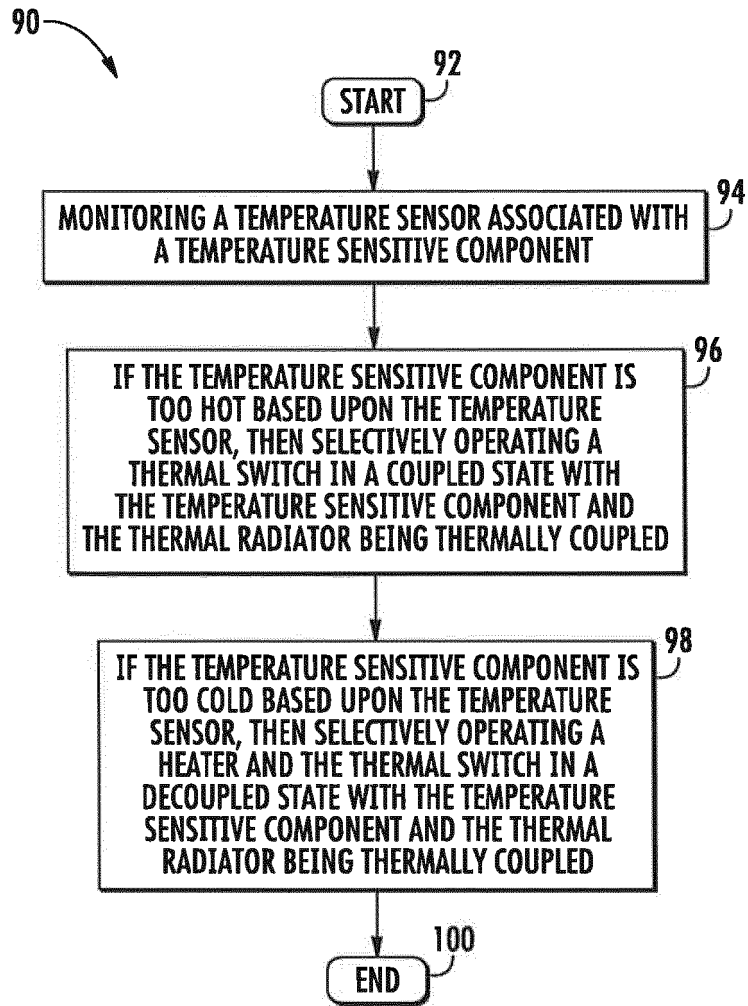 90
92
START
94
MONITORING A TEMPERATURE SENSOR ASSOCIATED WITH
A TEMPERATURE SENSITIVE COMPONENT
96
IF THE TEMPERATURE SENSITIVE COMPONENT IS
TOO HOT BASED UPON THE TEMPERATURE
SENSOR, THEN SELECTIVELY OPERATING A
THERMAL SWITCH IN A COUPLED STATE WITH
THE TEMPERATURE SENSITIVE COMPONENT AND
THE THERMAL RADIATOR BEING THERMALLY COUPLED
98
IF THE TEMPERATURE SENSITIVE COMPONENT IS
TOO COLD BASED UPON THE TEMPERATURE
SENSOR, THEN SELECTIVELY OPERATING A
HEATER AND THE THERMAL SWITCH IN A
DECOUPLED STATE WITH THE TEMPERATURE
SENSITIVE COMPONENT AND THE THERMAL
RADIATOR BEING THERMALLY COUPLED
100
END